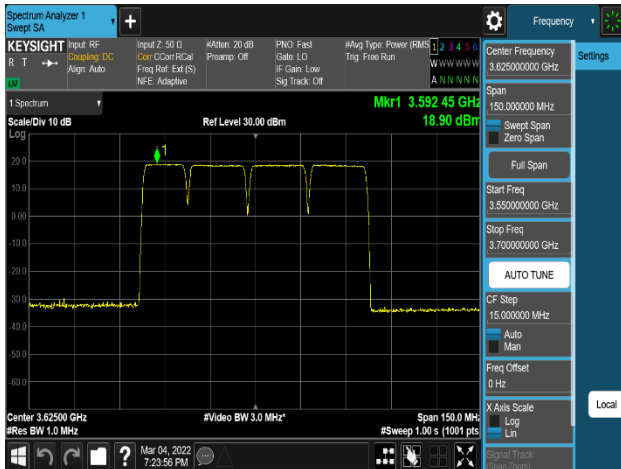 Spectrum Analyzer 1
Swept SA
+
Frequency
KEYSIGHT
R T
Input: RF
Coupling: DC
Align: Auto
Input Z: 50 Ω
Corr CCorr RCal
Freq Ref: Ext (S)
NFE: Adaptive
#Atten: 20 dB
Preamp: Off
PNO: Fast
Gate: LO
IF Gain: Low
Sig Track: Off
#Avg Type: Power (RMS
Trig: Free Run
1 2 3 4 5 6
W W W W W W
A N N N N N
1 Spectrum
Scale/Div 10 dB
Log
Ref Level 30.00 dBm
Mkr1 3.592 45 GHz
18.90 dBm
1
20.0
10.0
0.00
-10.0
-20.0
-30.0
-40.0
-50.0
-60.0
Center 3.62500 GHz
#Res BW 1.0 MHz
#Video BW 3.0 MHz*
Span 150.0 MHz
#Sweep 1.00 s (1001 pts
Mar 04, 2022
7:23:56 PM
?
Center Frequency
3.625000000 GHz
Span
150.000000 MHz
Swept Span
Zero Span
Full Span
Start Freq
3.550000000 GHz
Stop Freq
3.700000000 GHz
AUTO TUNE
CF Step
15.000000 MHz
Auto
Man
Freq Offset
0 Hz
X Axis Scale
Log
Lin
Signal Track
(Span Zoom)
Settings
Local